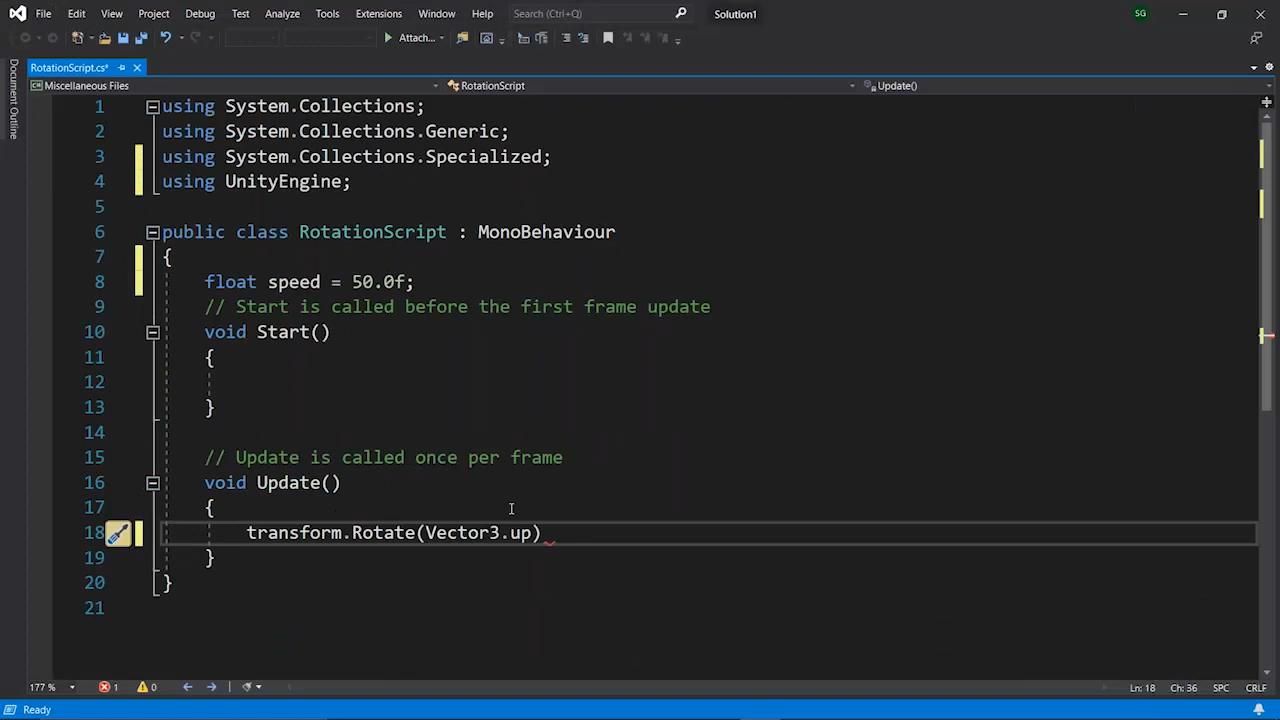 File Edit View Project Debug Test Analyze Tools Extensions Window Help Search (Ctrl+Q) Solution1 SG
Attach...
RotationScript.cs*
Document Outline
Miscellaneous Files RotationScript Update()
1 using System.Collections;
2 using System.Collections.Generic;
3 using System.Collections.Specialized;
4 using UnityEngine;
5
6 public class RotationScript : MonoBehaviour
7 {
8 float speed = 50.0f;
9 // Start is called before the first frame update
10 void Start()
11 {
12
13 }
14
15 // Update is called once per frame
16 void Update()
17 {
18 transform.Rotate(Vector3.up)
19 }
20 }
21
177 % 1 0 Ln: 18 Ch: 36 SPC CRLF
Ready